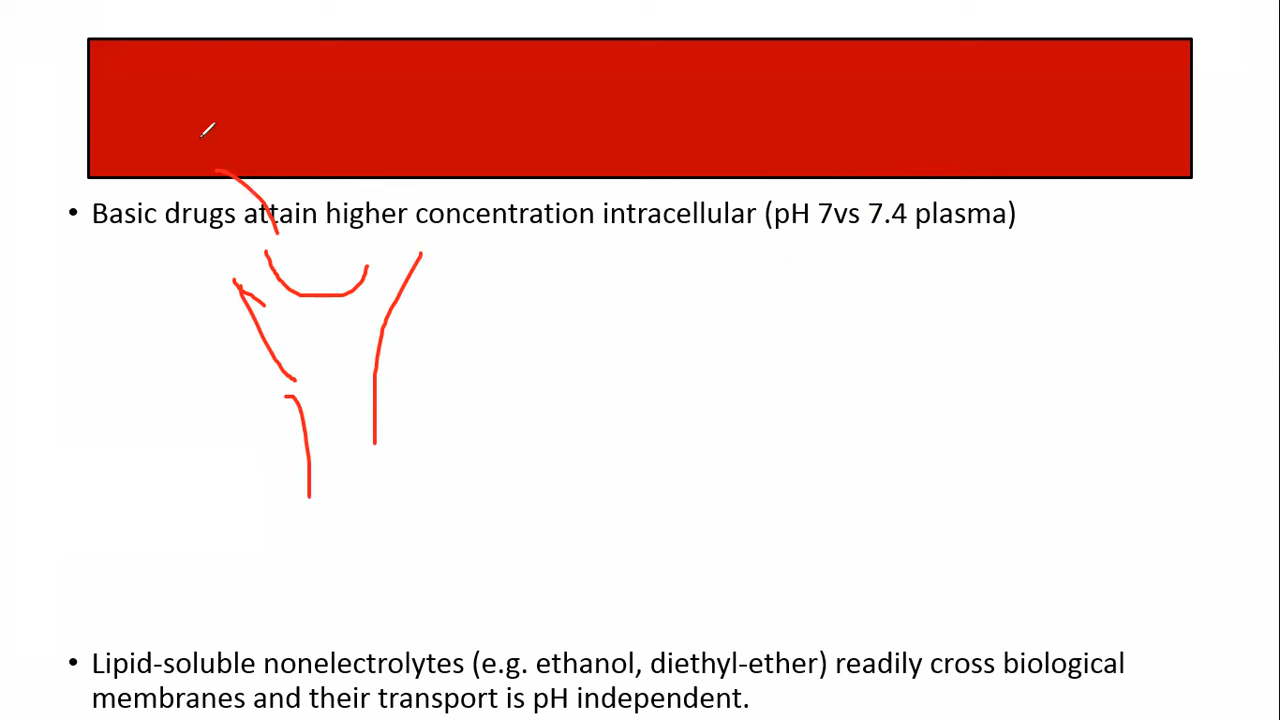 • Basic drugs attain higher concentration intracellular (pH 7vs 7.4 plasma)
• Lipid-soluble nonelectrolytes (e.g. ethanol, diethyl-ether) readily cross biological
membranes and their transport is pH independent.